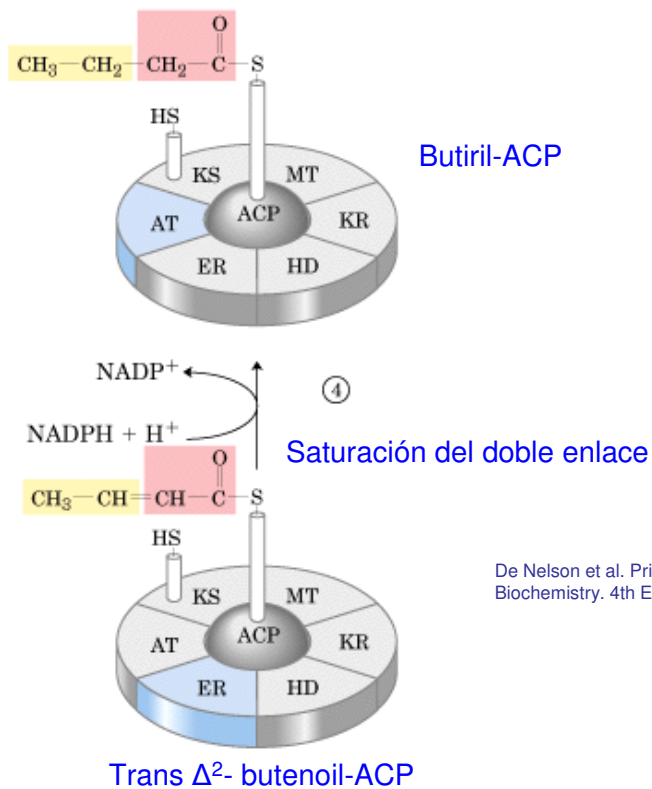 O
CH₃—CH₂—CH₂—C—S
HS
Butiril-ACP
KS MT
AT ACP KR
ER HD
NADP⁺
④
NADPH + H⁺
Saturación del doble enlace
O
CH₃—CH=CH—C—S
HS
De Nelson et al. Pri
Biochemistry. 4th E
KS MT
AT ACP KR
ER HD
Trans Δ²- butenoil-ACP